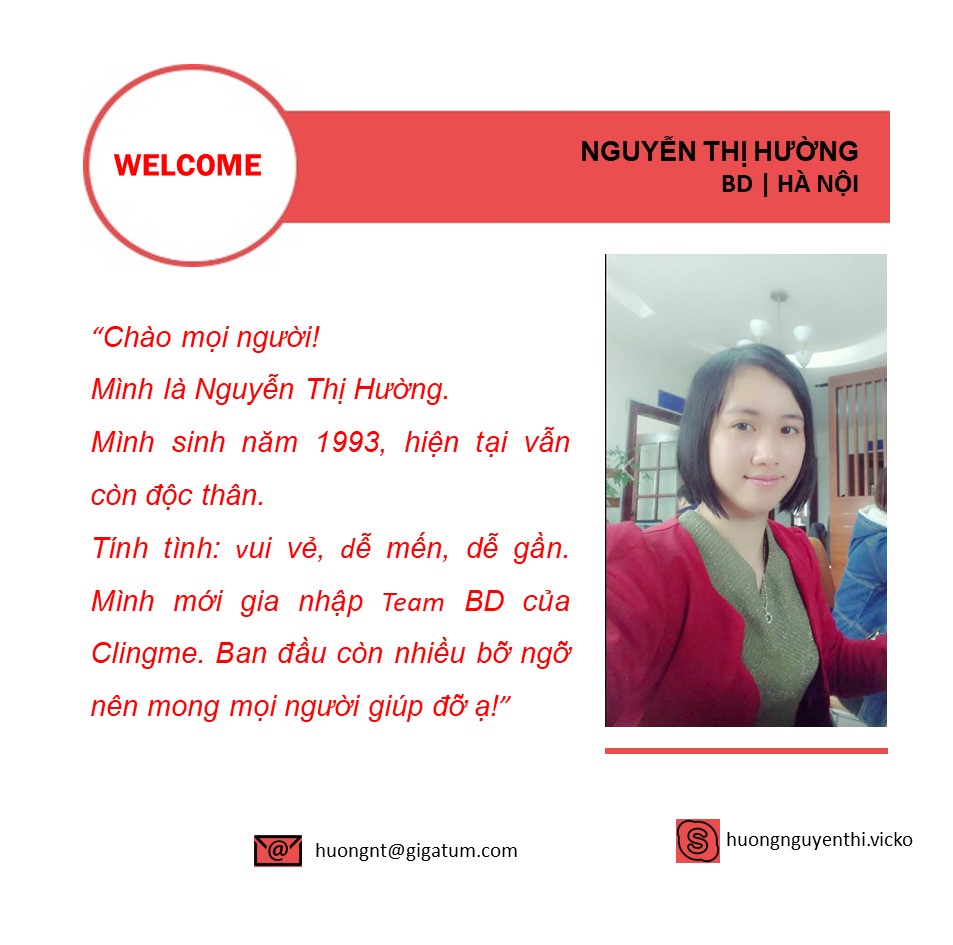 WELCOME
NGUYỄN THỊ HƯỜNG
BD | HÀ NỘI
“Chào mọi người!
Mình là Nguyễn Thị Hường.
Mình sinh năm 1993, hiện tại vẫn
còn độc thân.
Tính tình: vui vẻ, dễ mến, dễ gần.
Mình mới gia nhập Team BD của
Clingme. Ban đầu còn nhiều bỡ ngỡ
nên mong mọi người giúp đỡ ạ!”
huongnt@gigatum.com
huongnguyenthi.vicko